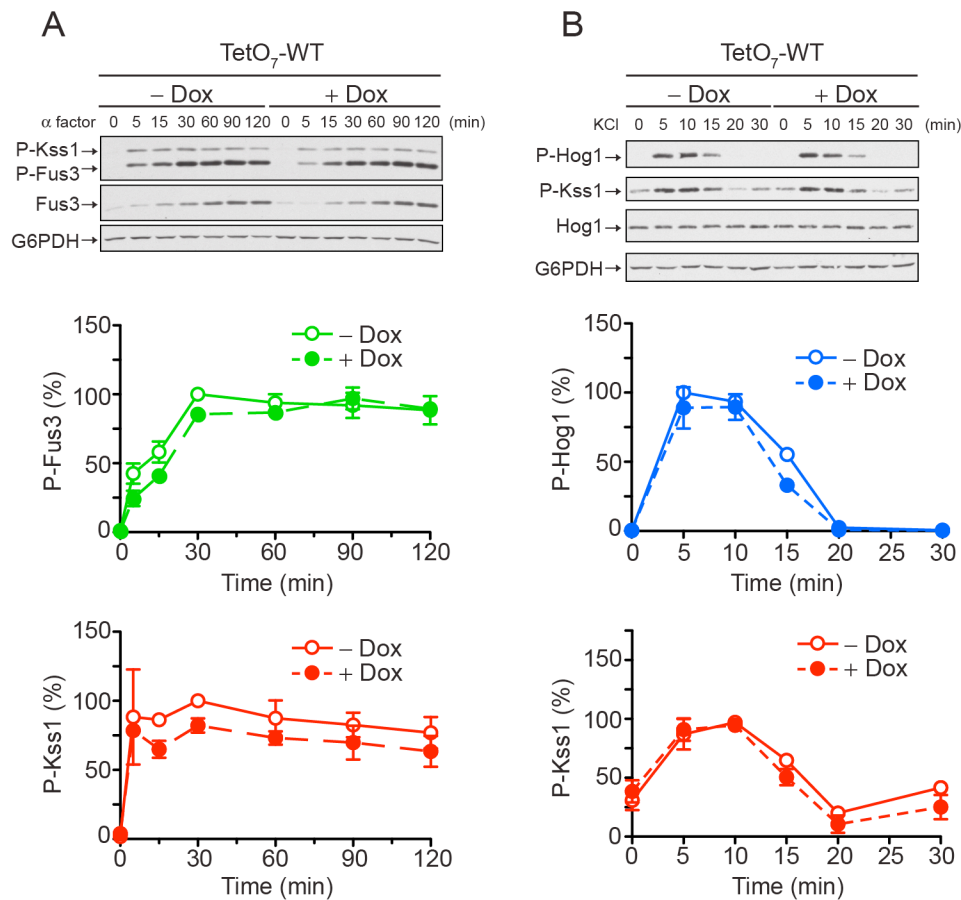 A
TetO7-WT
– Dox + Dox
α factor 0 5 15 30 60 90 120 0 5 15 30 60 90 120 (min)
P-Kss1
P-Fus3
Fus3
G6PDH
150
100
50
0
P-Fus3 (%)
– Dox
+ Dox
0 30 60 90 120
Time (min)
150
100
50
0
P-Kss1 (%)
– Dox
+ Dox
0 30 60 90 120
Time (min)
B
TetO7-WT
– Dox + Dox
KCl 0 5 10 15 20 30 0 5 10 15 20 30 (min)
P-Hog1
P-Kss1
Hog1
G6PDH
150
100
50
0
P-Hog1 (%)
– Dox
+ Dox
0 5 10 15 20 30
Time (min)
150
100
50
0
P-Kss1 (%)
– Dox
+ Dox
0 5 10 15 20 30
Time (min)